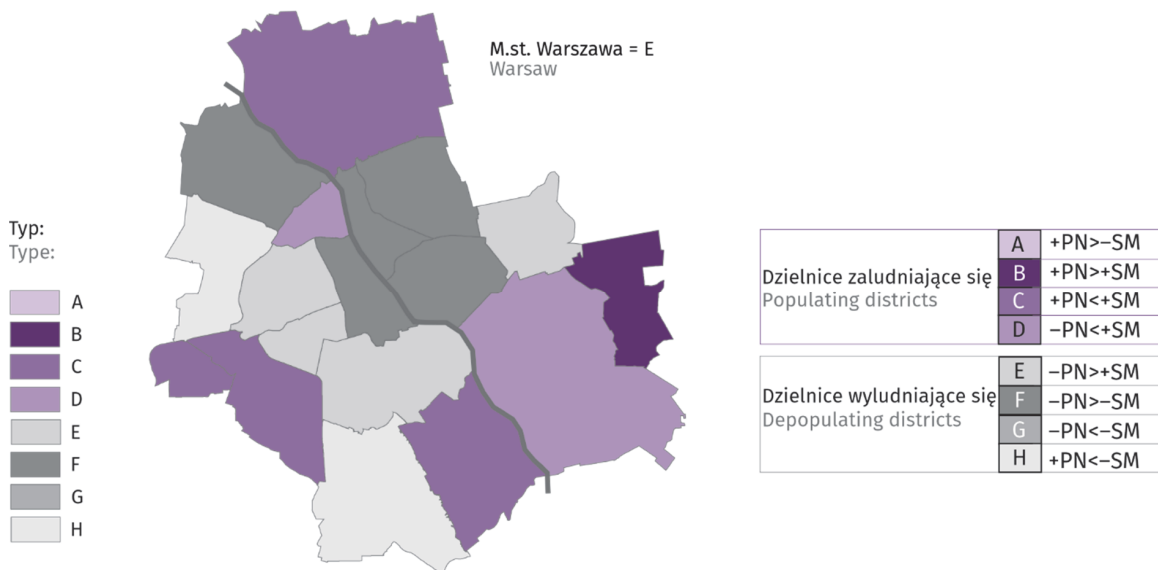 M.st. Warszawa = E
Warsaw
Typ:
Type:
A
B
C
D
E
F
G
H
Dzielnice zaludniające się
Populating districts
A +PN>–SM
B +PN>+SM
C +PN<+SM
D –PN<+SM
Dzielnice wyludniające się
Depopulating districts
E –PN>+SM
F –PN>–SM
G –PN<–SM
H +PN<–SM